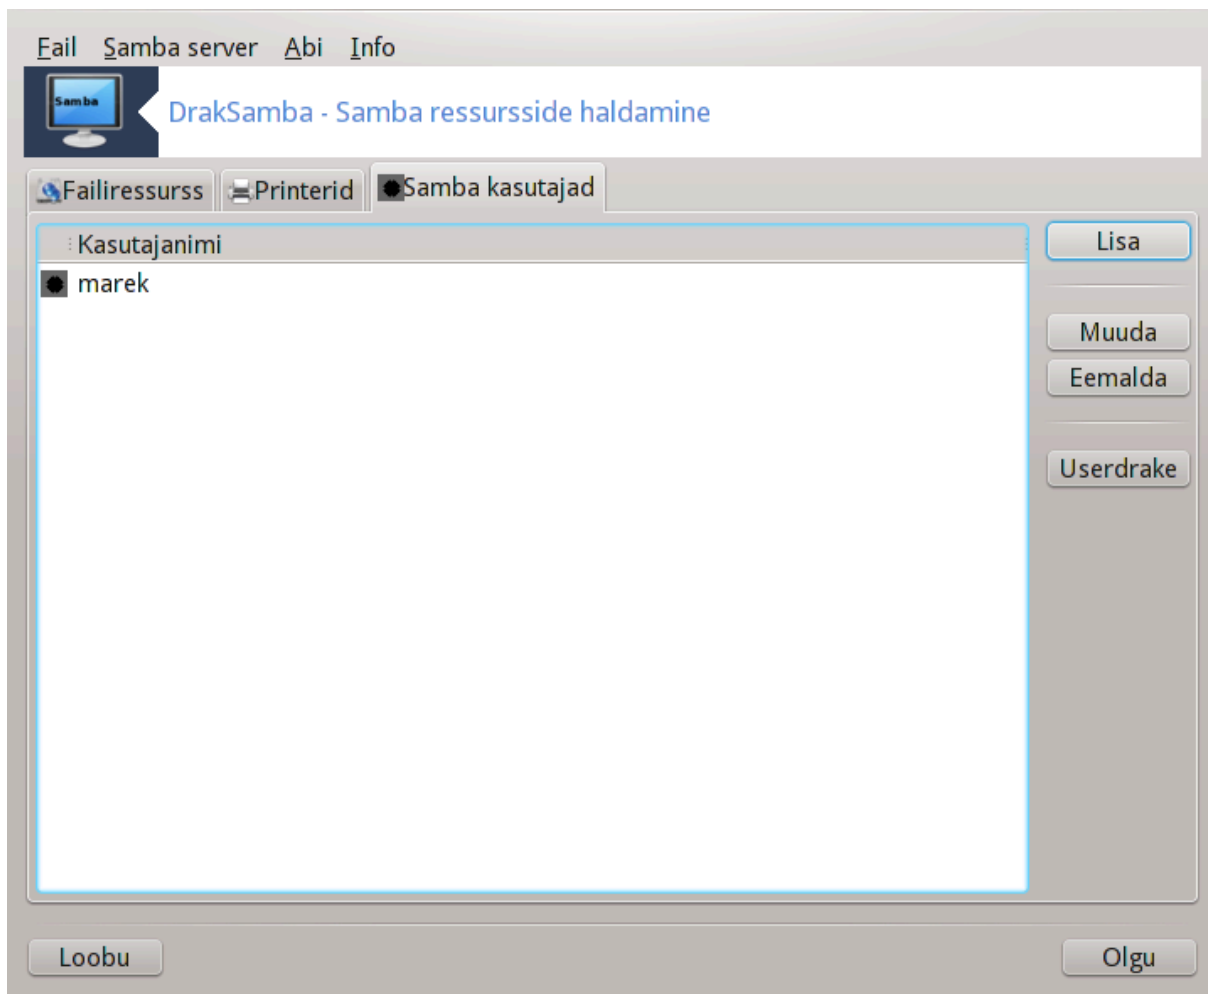 Fail Samba server Abi Info
Samba
DrakSamba - Samba ressursside haldamine
Failiressurss Printerid Samba kasutajad
Kasutajanimi
marek
Lisa
Muuda
Eemalda
Userdrake
Loobu Olgu